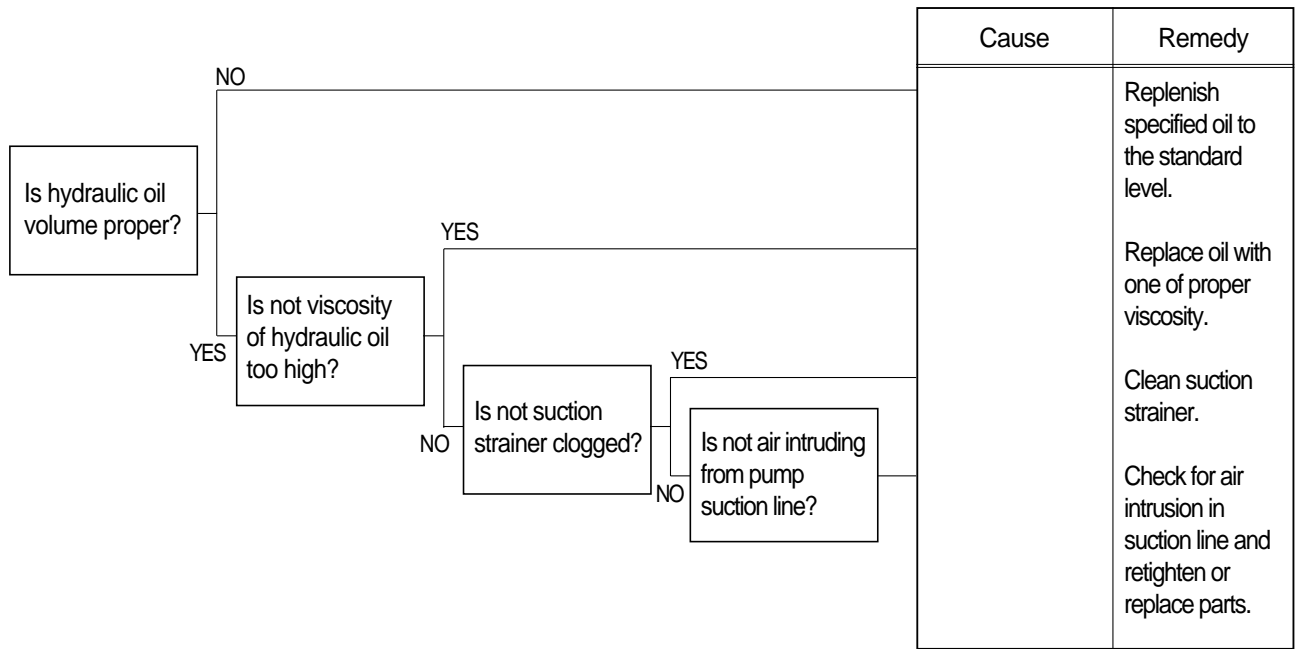 Cause
Remedy
NO
Is hydraulic oil
volume proper?
YES
Is not viscosity
of hydraulic oil
too high?
YES
NO
Is not suction
strainer clogged?
YES
NO
Is not air intruding
from pump
suction line?
Replenish
specified oil to
the standard
level.
Replace oil with
one of proper
viscosity.
Clean suction
strainer.
Check for air
intrusion in
suction line and
retighten or
replace parts.